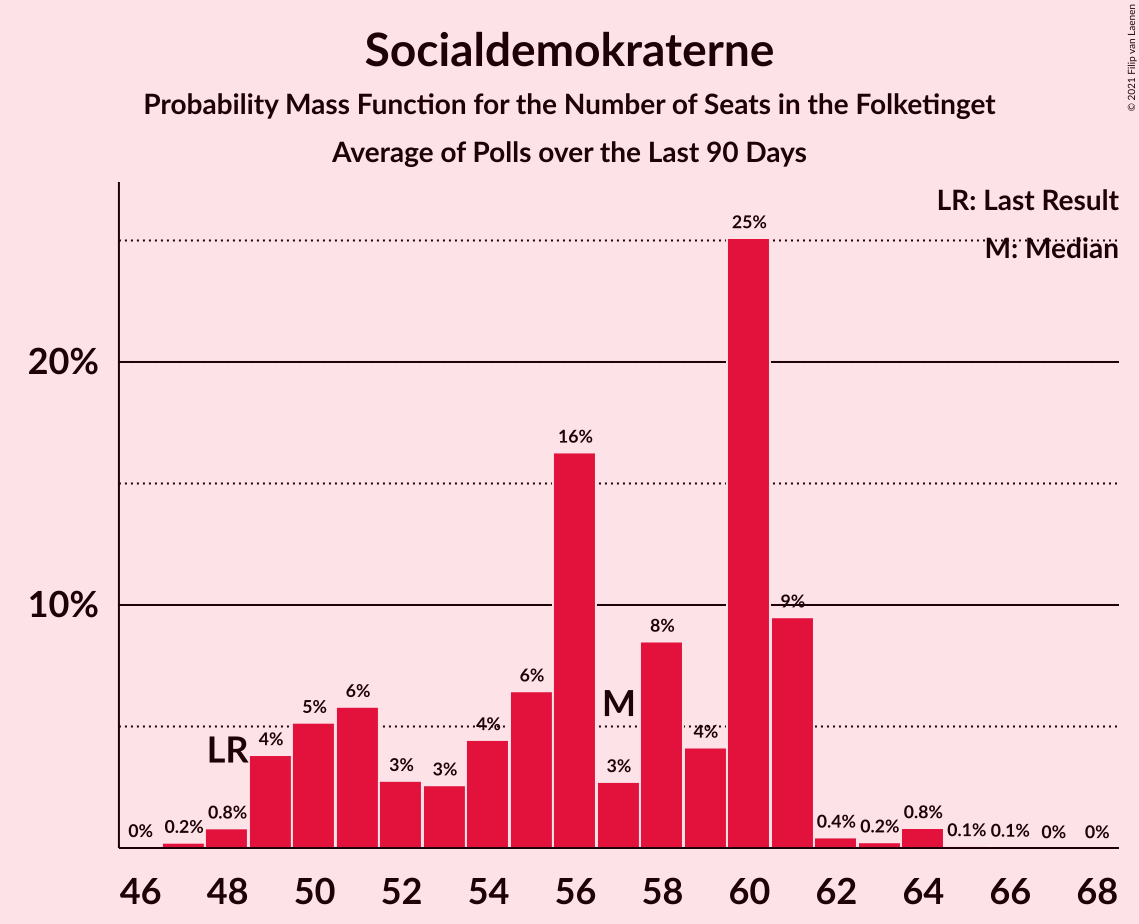 Socialdemokraterne
Probability Mass Function for the Number of Seats in the Folketinget
Average of Polls over the Last 90 Days
© 2021 Filip van Laenen
LR: Last Result
M: Median
20%
10%
0%
0.2%
0.8%
LR
4%
5%
6%
3%
3%
4%
6%
16%
3%
M
8%
4%
25%
9%
0.4%
0.2%
0.8%
0.1%
0.1%
0%
0%
46 48 50 52 54 56 58 60 62 64 66 68